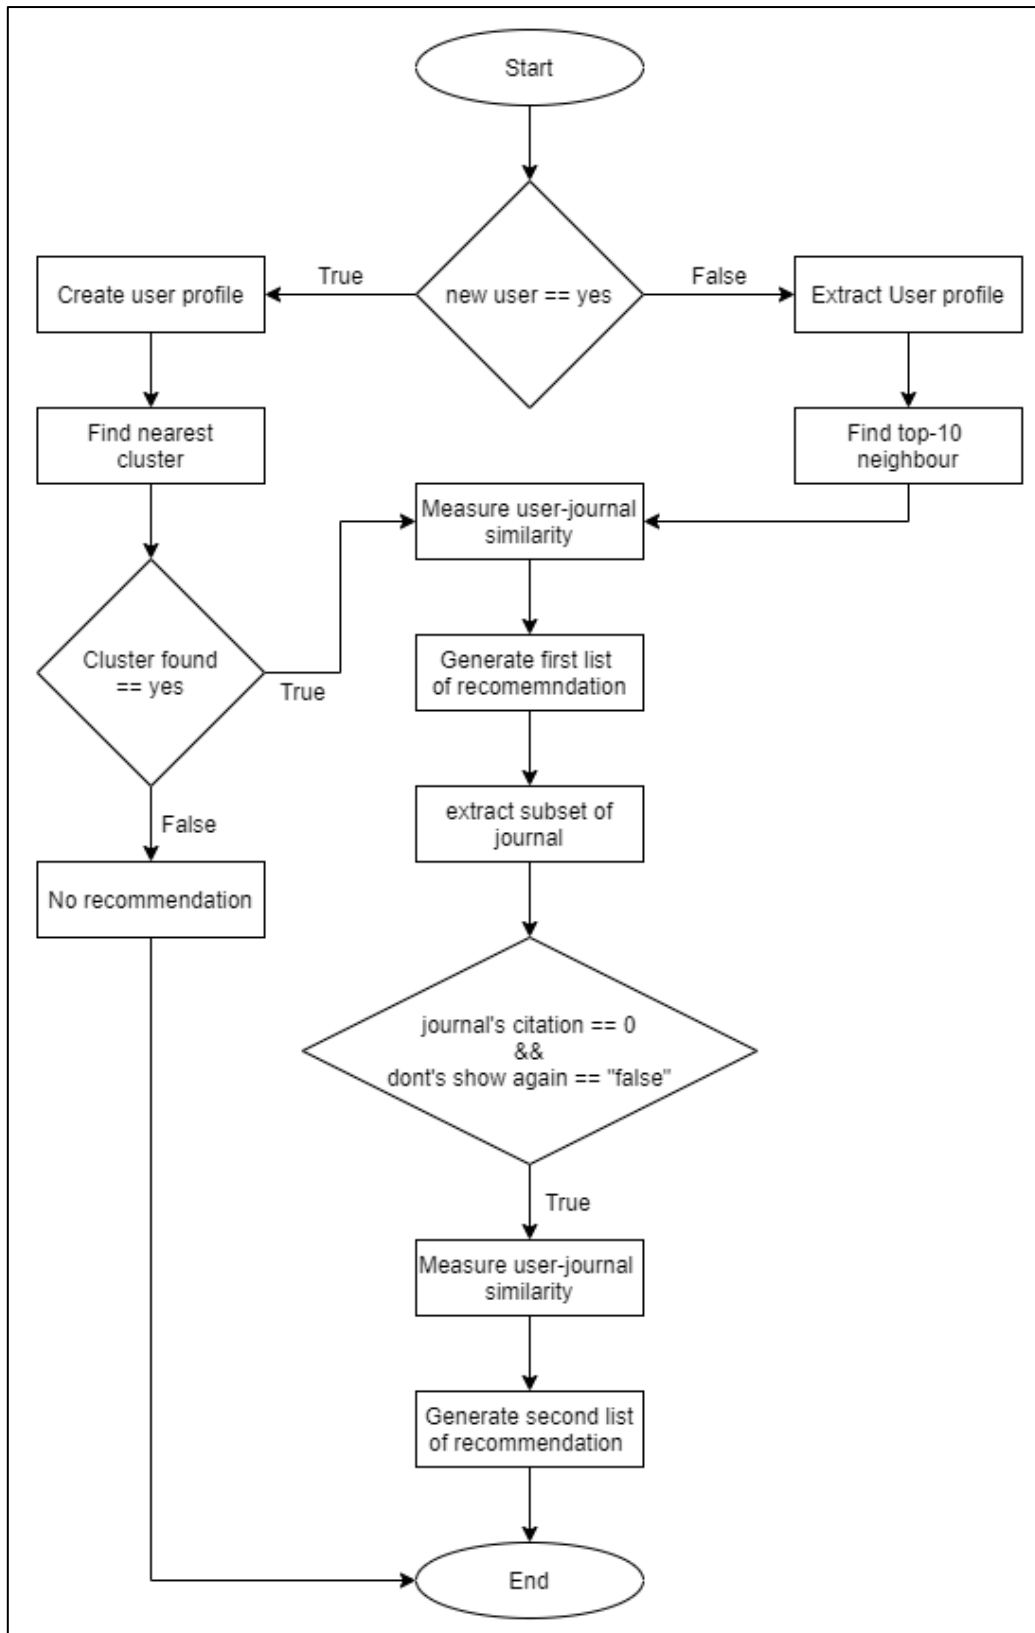 Start
new user == yes
True
False
Create user profile
Extract User profile
Find nearest
cluster
Find top-10
neighbour
Measure user-journal
similarity
Cluster found
== yes
True
Generate first list
of recomemndation
extract subset of
journal
False
No recommendation
journal's citation == 0
&&
dont's show again == "false"
True
Measure user-journal
similarity
Generate second list
of recommendation
End